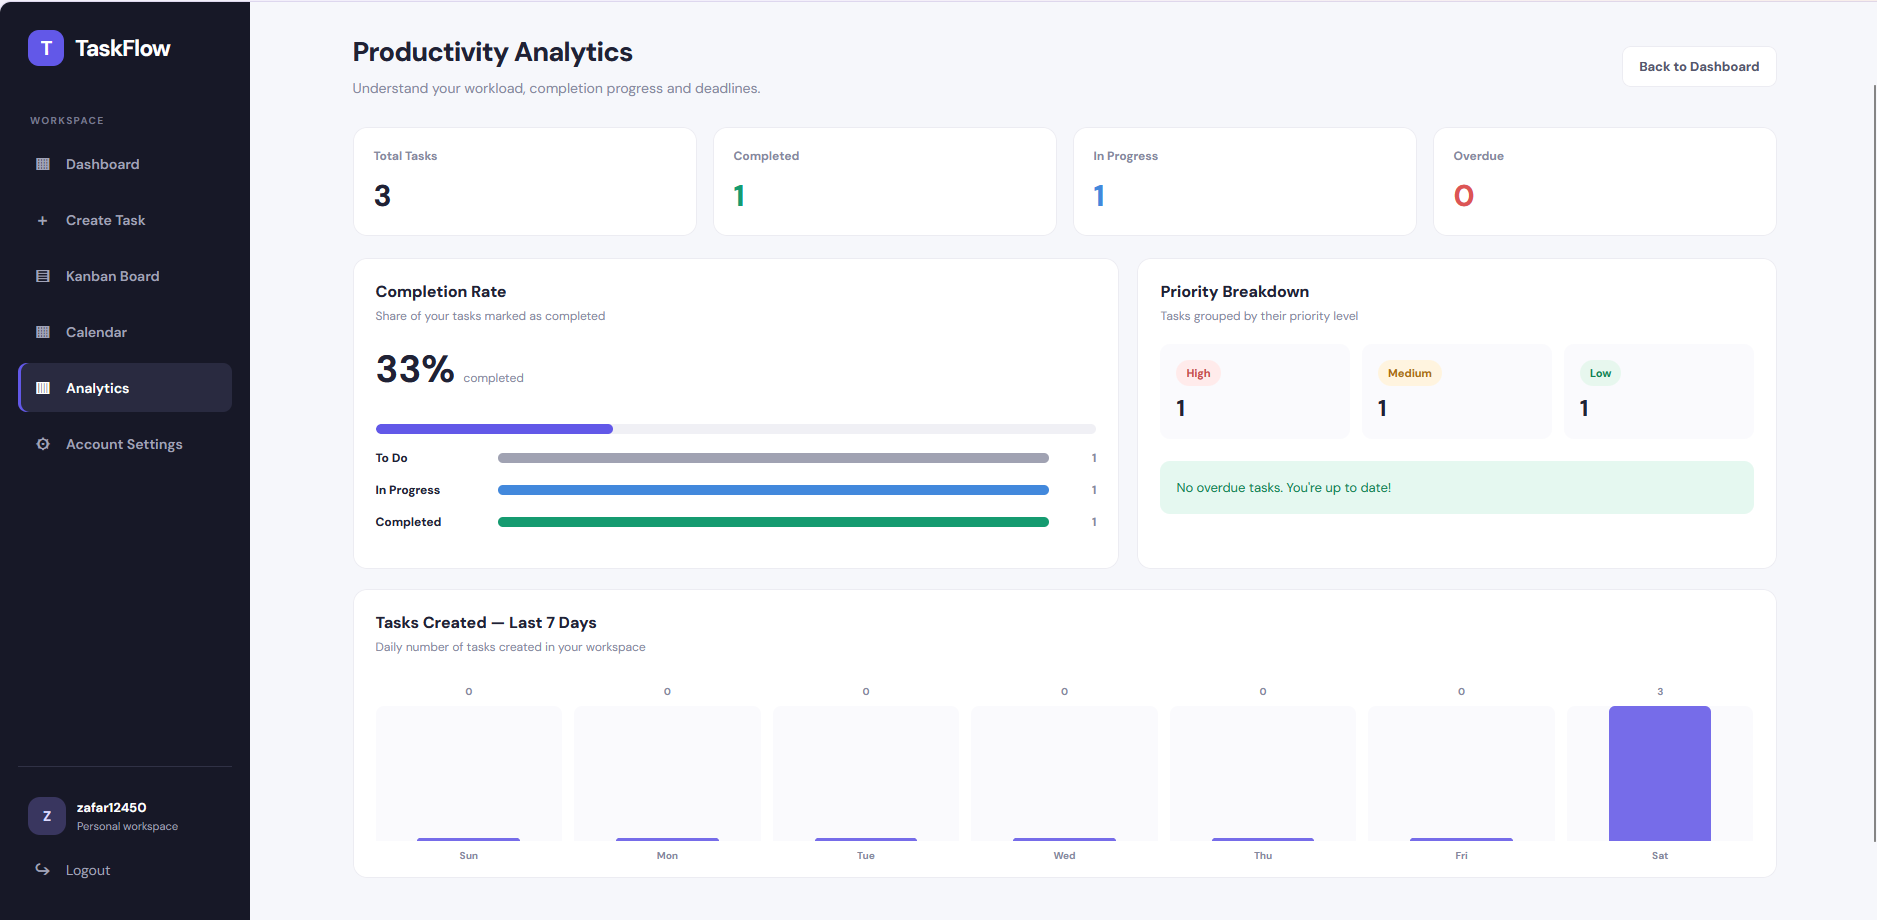 T TaskFlow
WORKSPACE
Dashboard
+ Create Task
Kanban Board
Calendar
Analytics
Account Settings
Z
zafar12450
Personal workspace
Logout
Productivity Analytics
Understand your workload, completion progress and deadlines.
Back to Dashboard
Total Tasks
3
Completed
1
In Progress
1
Overdue
0
Completion Rate
Share of your tasks marked as completed
33% completed
To Do 1
In Progress 1
Completed 1
Priority Breakdown
Tasks grouped by their priority level
High
1
Medium
1
Low
1
No overdue tasks. You're up to date!
Tasks Created — Last 7 Days
Daily number of tasks created in your workspace
0 0 0 0 0 0 3
Sun Mon Tue Wed Thu Fri Sat